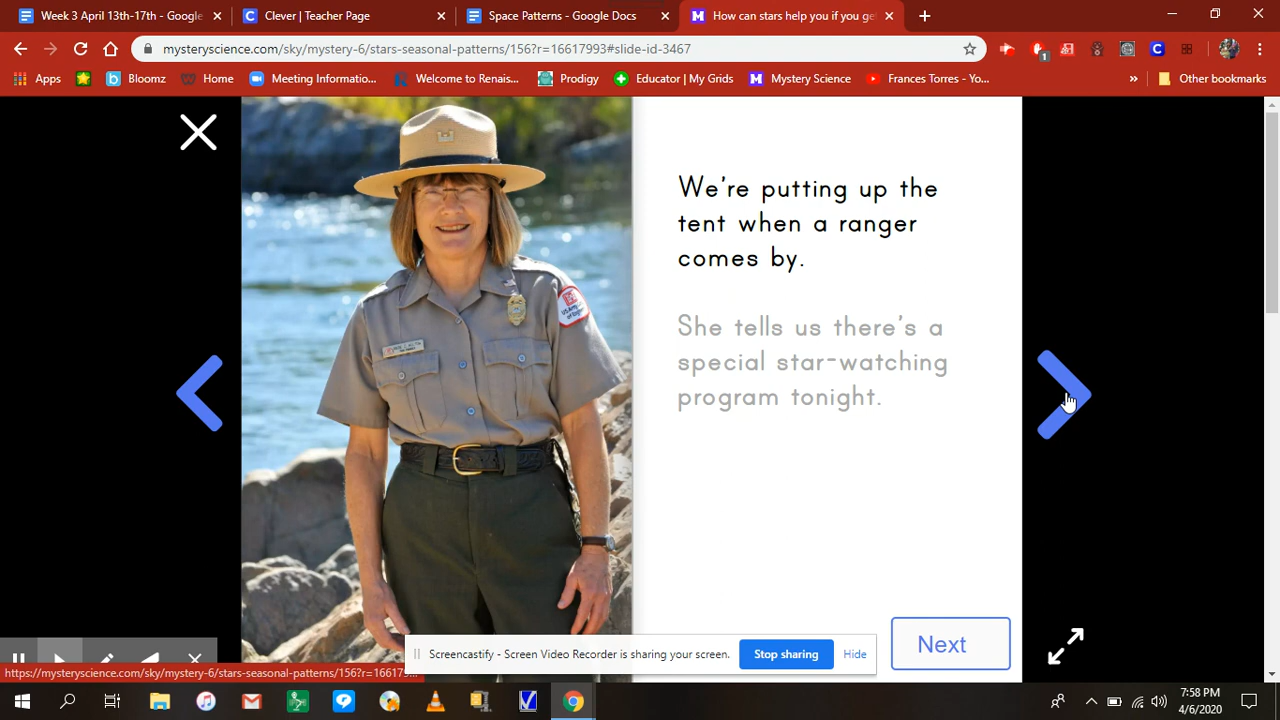 Week 3 April 13th-17th - Google
Clever | Teacher Page
Space Patterns - Google Docs
How can stars help you if you get
mysteryscience.com/sky/mystery-6/stars-seasonal-patterns/156?r=16617993#slide-id-3467
Apps
Bloomz
Home
Meeting Informatio...
Welcome to Renais...
Prodigy
Educator | My Grids
Mystery Science
Frances Torres - Yo...
»
Other bookmarks
We're putting up the
tent when a ranger
comes by.
She tells us there's a
special star-watching
program tonight.
Next
Screencastify - Screen Video Recorder is sharing your screen.
Stop sharing
Hide
https://mysteryscience.com/sky/mystery-6/stars-seasonal-patterns/156?r=16617...
7:58 PM
4/6/2020